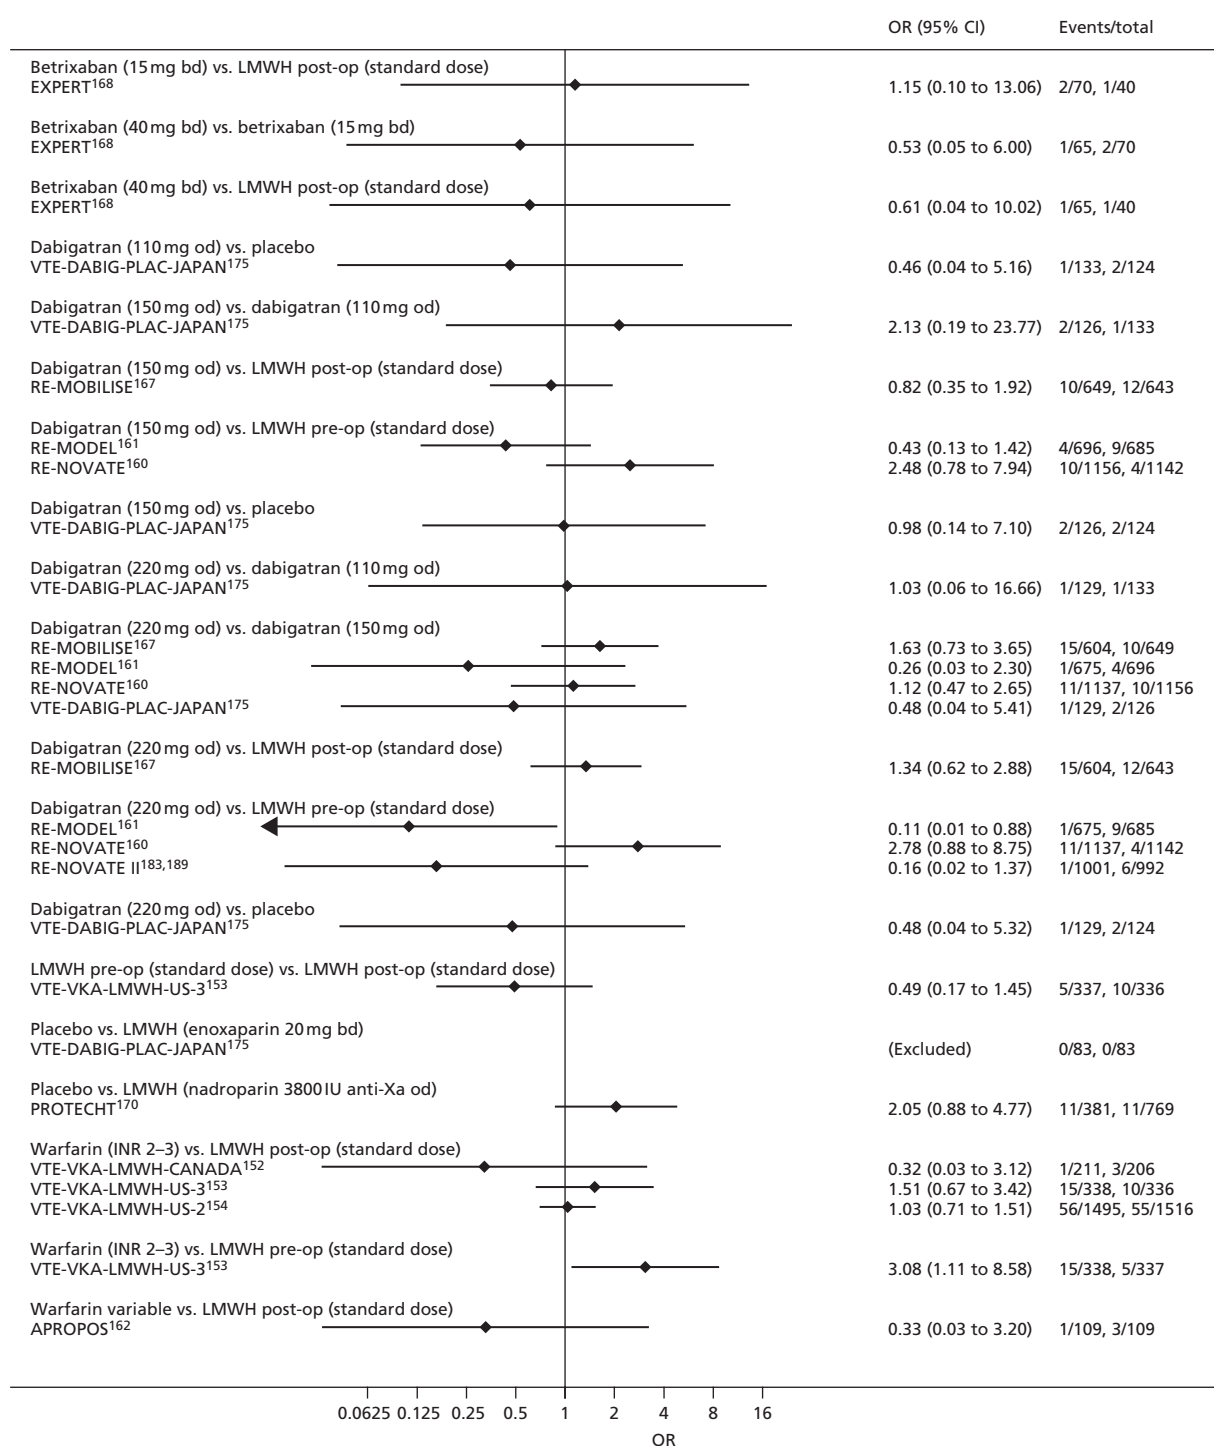 OR (95% CI) Events/total
Betrixaban (15 mg bd) vs. LMWH post-op (standard dose)
EXPERT168 1.15 (0.10 to 13.06) 2/70, 1/40
Betrixaban (40 mg bd) vs. betrixaban (15 mg bd)
EXPERT168 0.53 (0.05 to 6.00) 1/65, 2/70
Betrixaban (40 mg bd) vs. LMWH post-op (standard dose)
EXPERT168 0.61 (0.04 to 10.02) 1/65, 1/40
Dabigatran (110 mg od) vs. placebo
VTE-DABIG-PLAC-JAPAN175 0.46 (0.04 to 5.16) 1/133, 2/124
Dabigatran (150 mg od) vs. dabigatran (110 mg od)
VTE-DABIG-PLAC-JAPAN175 2.13 (0.19 to 23.77) 2/126, 1/133
Dabigatran (150 mg od) vs. LMWH post-op (standard dose)
RE-MOBILISE167 0.82 (0.35 to 1.92) 10/649, 12/643
Dabigatran (150 mg od) vs. LMWH pre-op (standard dose)
RE-MODEL161 0.43 (0.13 to 1.42) 4/696, 9/685
RE-NOVATE160 2.48 (0.78 to 7.94) 10/1156, 4/1142
Dabigatran (150 mg od) vs. placebo
VTE-DABIG-PLAC-JAPAN175 0.98 (0.14 to 7.10) 2/126, 2/124
Dabigatran (220 mg od) vs. dabigatran (110 mg od)
VTE-DABIG-PLAC-JAPAN175 1.03 (0.06 to 16.66) 1/129, 1/133
Dabigatran (220 mg od) vs. dabigatran (150 mg od)
RE-MOBILISE167 1.63 (0.73 to 3.65) 15/604, 10/649
RE-MODEL161 0.26 (0.03 to 2.30) 1/675, 4/696
RE-NOVATE160 1.12 (0.47 to 2.65) 11/1137, 10/1156
VTE-DABIG-PLAC-JAPAN175 0.48 (0.04 to 5.41) 1/129, 2/126
Dabigatran (220 mg od) vs. LMWH post-op (standard dose)
RE-MOBILISE167 1.34 (0.62 to 2.88) 15/604, 12/643
Dabigatran (220 mg od) vs. LMWH pre-op (standard dose)
RE-MODEL161 0.11 (0.01 to 0.88) 1/675, 9/685
RE-NOVATE160 2.78 (0.88 to 8.75) 11/1137, 4/1142
RE-NOVATE II183,189 0.16 (0.02 to 1.37) 1/1001, 6/992
Dabigatran (220 mg od) vs. placebo
VTE-DABIG-PLAC-JAPAN175 0.48 (0.04 to 5.32) 1/129, 2/124
LMWH pre-op (standard dose) vs. LMWH post-op (standard dose)
VTE-VKA-LMWH-US-3153 0.49 (0.17 to 1.45) 5/337, 10/336
Placebo vs. LMWH (enoxaparin 20 mg bd)
VTE-DABIG-PLAC-JAPAN175 (Excluded) 0/83, 0/83
Placebo vs. LMWH (nadroparin 3800 IU anti-Xa od)
PROTECHT170 2.05 (0.88 to 4.77) 11/381, 11/769
Warfarin (INR 2–3) vs. LMWH post-op (standard dose)
VTE-VKA-LMWH-CANADA152 0.32 (0.03 to 3.12) 1/211, 3/206
VTE-VKA-LMWH-US-3153 1.51 (0.67 to 3.42) 15/338, 10/336
VTE-VKA-LMWH-US-2154 1.03 (0.71 to 1.51) 56/1495, 55/1516
Warfarin (INR 2–3) vs. LMWH pre-op (standard dose)
VTE-VKA-LMWH-US-3153 3.08 (1.11 to 8.58) 15/338, 5/337
Warfarin variable vs. LMWH post-op (standard dose)
APROPOS162 0.33 (0.03 to 3.20) 1/109, 3/109
0.0625 0.125 0.25 0.5 1 2 4 8 16
OR